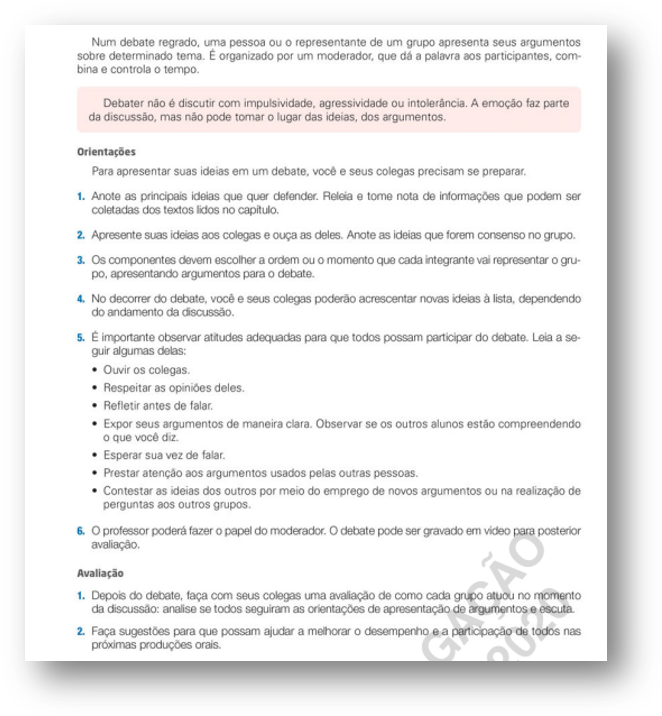 Num debate regrado, uma pessoa ou o representante de um grupo apresenta seus argumentos
sobre determinado tema. É organizado por um moderador, que dá a palavra aos participantes, com-
bina e controla o tempo.
Debater não é discutir com impulsividade, agressividade ou intolerância. A emoção faz parte
da discussão, mas não pode tomar o lugar das ideias, dos argumentos.
Orientações
Para apresentar suas ideias em um debate, você e seus colegas precisam se preparar.
1. Anote as principais ideias que quer defender. Releia e tome nota de informações que podem ser
coletadas dos textos lidos no capítulo.
2. Apresente suas ideias aos colegas e ouça as deles. Anote as ideias que forem consenso no grupo.
3. Os componentes devem escolher a ordem ou o momento que cada integrante vai representar o gru-
po, apresentando argumentos para o debate.
4. No decorrer do debate, você e seus colegas poderão acrescentar novas ideias à lista, dependendo
do andamento da discussão.
5. É importante observar atitudes adequadas para que todos possam participar do debate. Leia a se-
guir algumas delas:
• Ouvir os colegas.
• Respeitar as opiniões deles.
• Refletir antes de falar.
• Expor seus argumentos de maneira clara. Observar se os outros alunos estão compreendendo
o que você diz.
• Esperar sua vez de falar.
• Prestar atenção aos argumentos usados pelas outras pessoas.
• Contestar as ideias dos outros por meio do emprego de novos argumentos ou na realização de
perguntas aos outros grupos.
6. O professor poderá fazer o papel do moderador. O debate pode ser gravado em vídeo para posterior
avaliação.
Avaliação
1. Depois do debate, faça com seus colegas uma avaliação de como cada grupo atuou no momento
da discussão: analise se todos seguiram as orientações de apresentação de argumentos e escuta.
2. Faça sugestões para que possam ajudar a melhorar o desempenho e a participação de todos nas
próximas produções orais.
GAÇÃO
2020